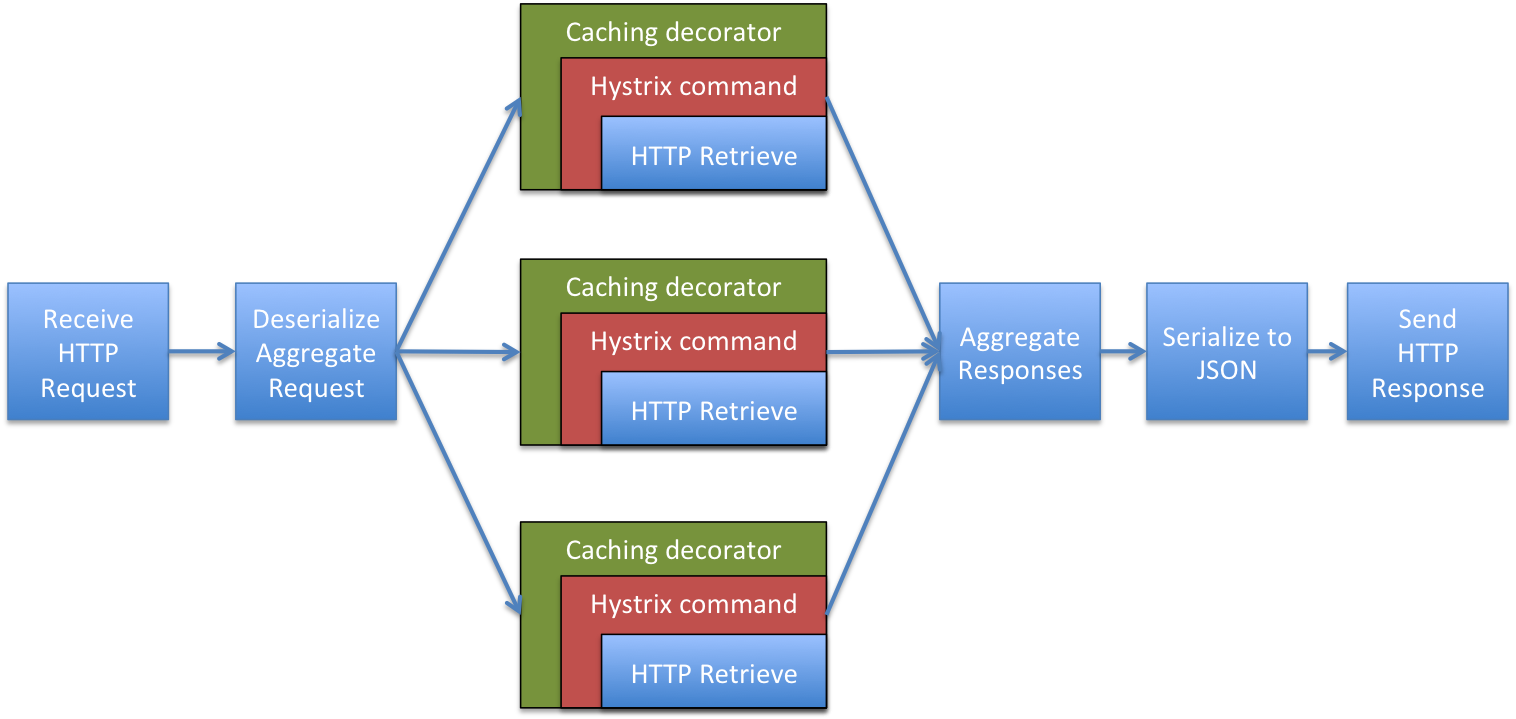 Receive
HTTP
Request
Deserialize
Aggregate
Request
Caching decorator
Hystrix command
HTTP Retrieve
Caching decorator
Hystrix command
HTTP Retrieve
Caching decorator
Hystrix command
HTTP Retrieve
Aggregate
Responses
Serialize to
JSON
Send
HTTP
Response